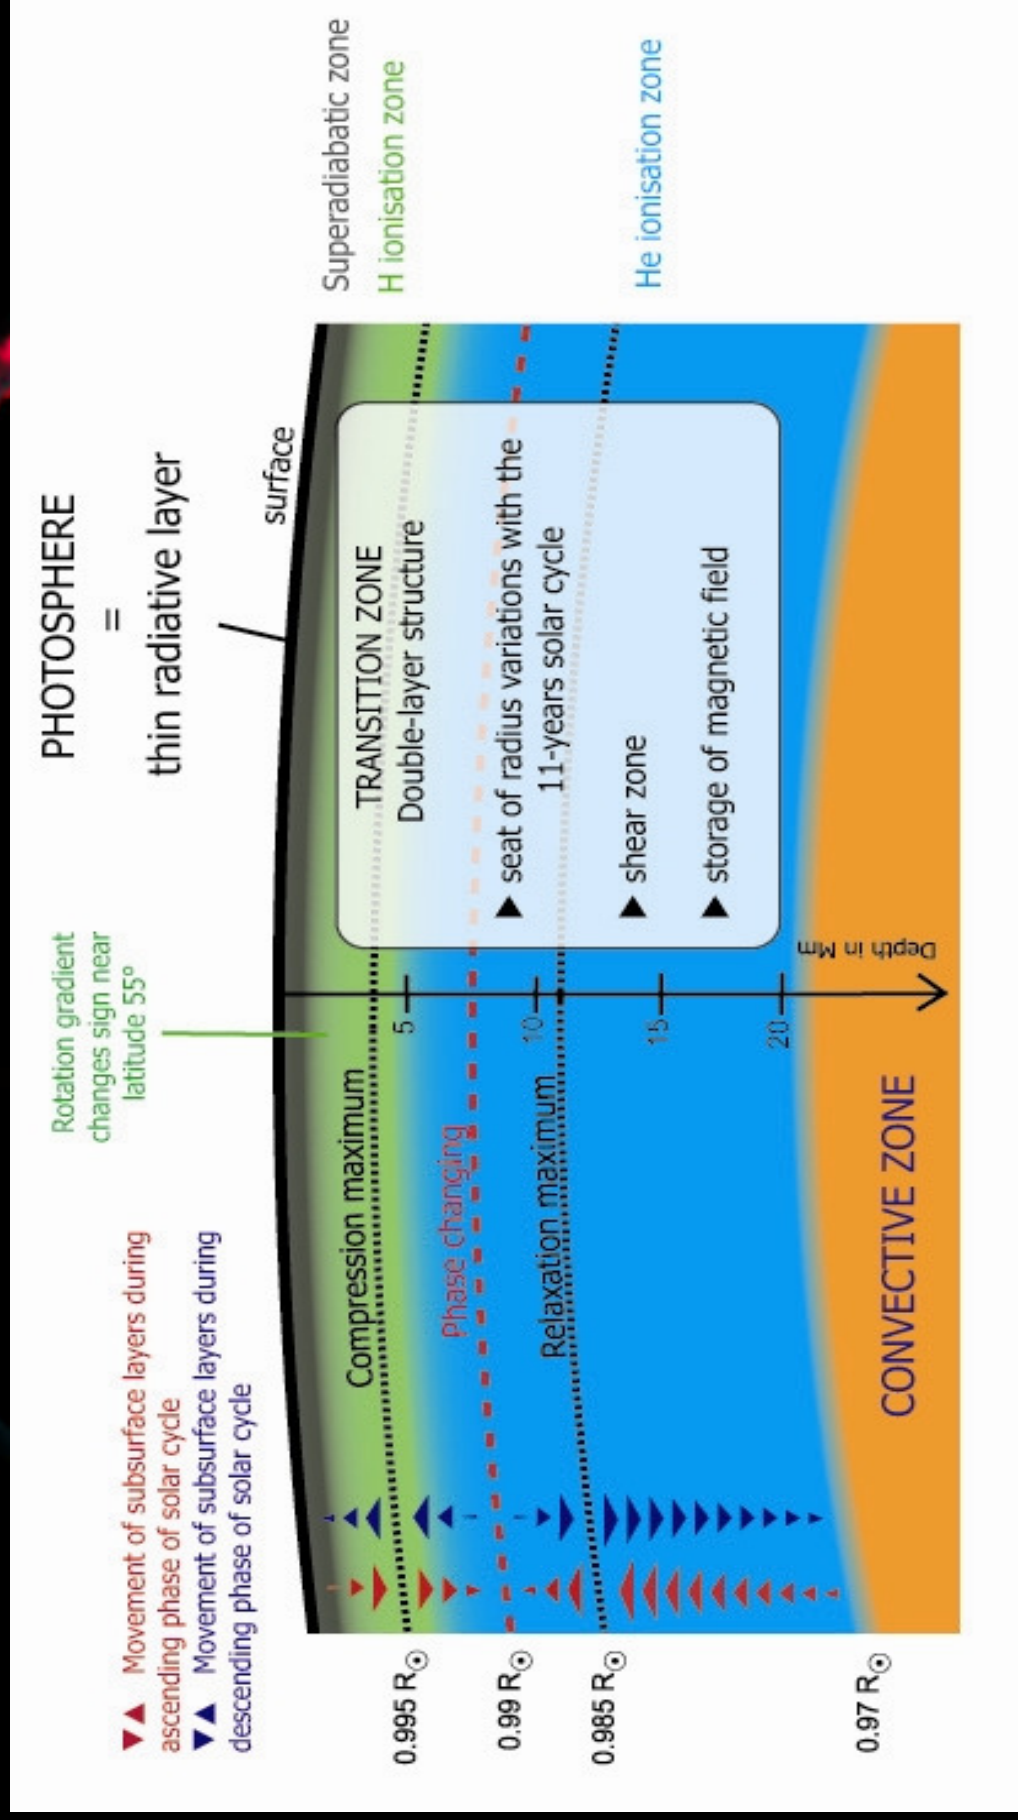 PHOTOSPHERE
=
thin radiative layer
surface
Rotation gradient
changes sign near
latitude 55°
▼▲ Movement of subsurface layers during
ascending phase of solar cycle
▼▲ Movement of subsurface layers during
descending phase of solar cycle
Superadiabatic zone
H ionisation zone
He ionisation zone
TRANSITION ZONE
Double-layer structure
▶ seat of radius variations with the
11-years solar cycle
▶ shear zone
▶ storage of magnetic field
Compression maximum
Phase changing
Relaxation maximum
CONVECTIVE ZONE
5
10
15
20
Depth in Mm
0.995 R☉
0.99 R☉
0.985 R☉
0.97 R☉